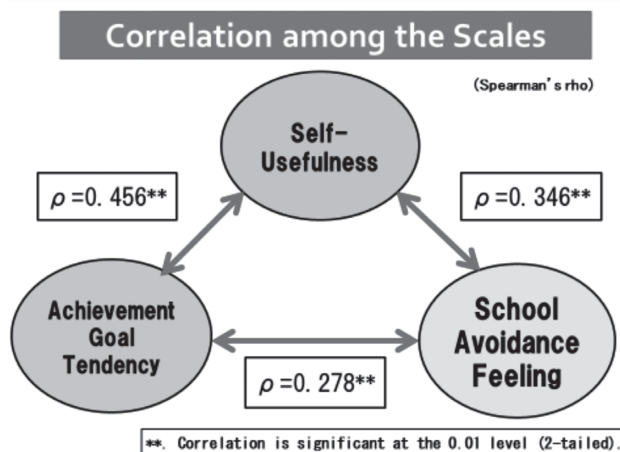 Correlation among the Scales
(Spearman's rho)
Self-
Usefulness
ρ=0. 456**
ρ=0. 346**
Achievement
Goal
Tendency
School
Avoidance
Feeling
ρ=0. 278**
**. Correlation is significant at the 0.01 level (2-tailed).